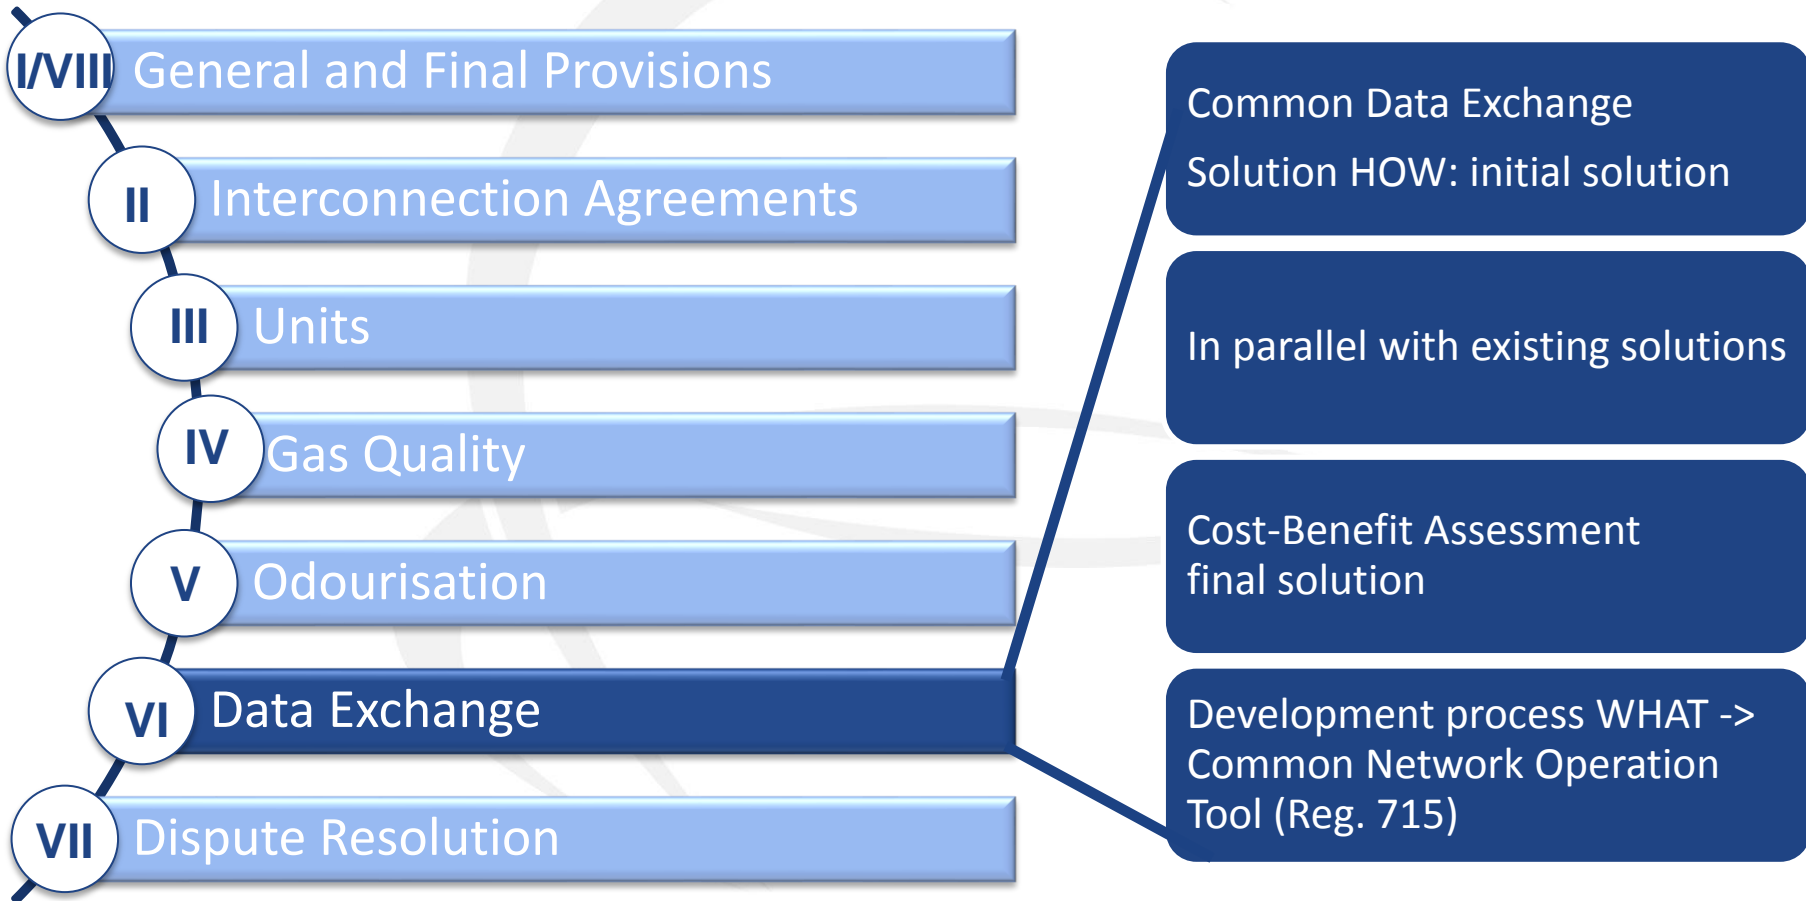 I/VIII General and Final Provisions
II Interconnection Agreements
III Units
IV Gas Quality
V Odourisation
VI Data Exchange
VII Dispute Resolution
Common Data Exchange
Solution HOW: initial solution
In parallel with existing solutions
Cost-Benefit Assessment
final solution
Development process WHAT ->
Common Network Operation
Tool (Reg. 715)